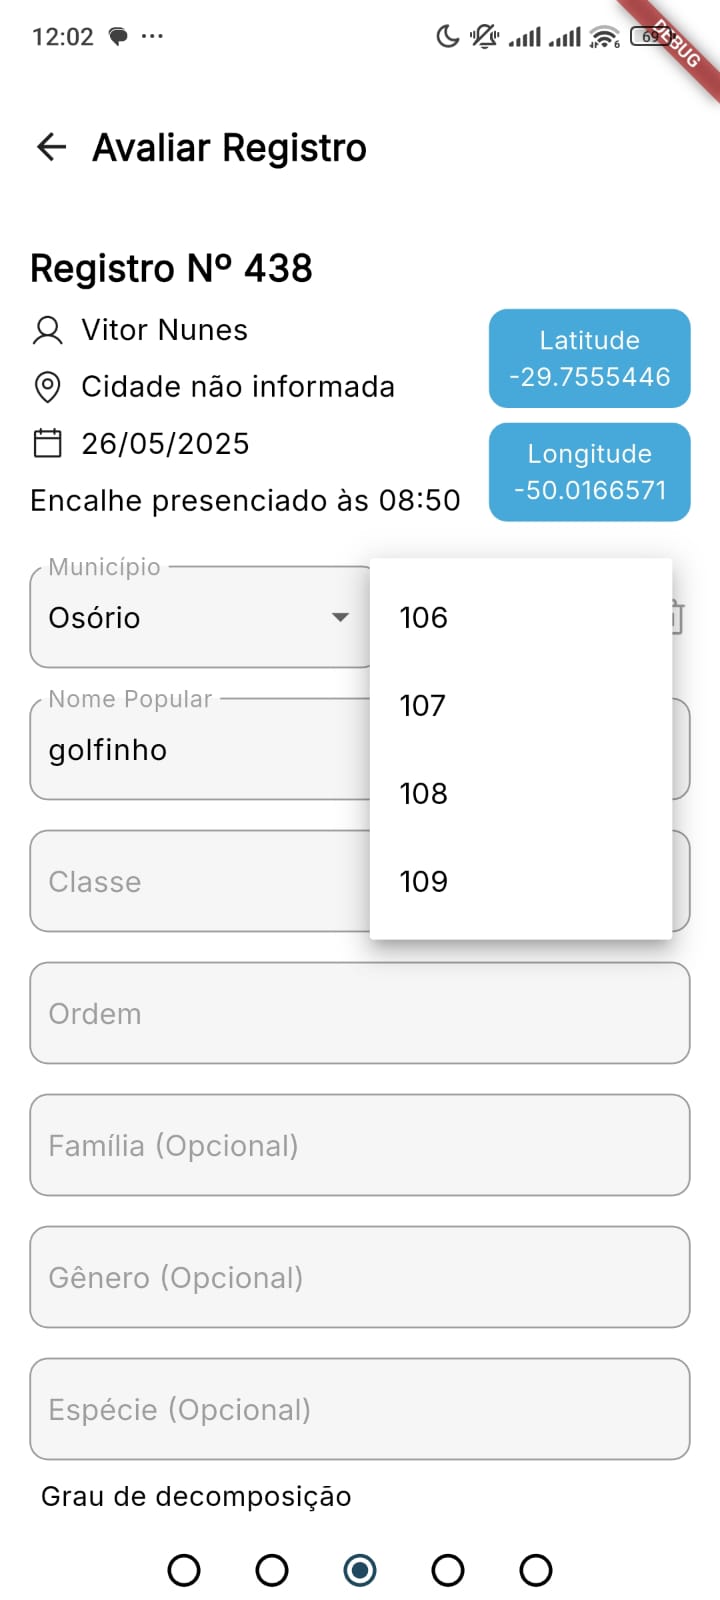 12:02
69
DEBUG
Avaliar Registro
Registro Nº 438
Vitor Nunes
Cidade não informada
26/05/2025
Encalhe presenciado às 08:50
Latitude
-29.7555446
Longitude
-50.0166571
Município
Osório
106
107
108
109
Nome Popular
golfinho
Classe
Ordem
Família (Opcional)
Gênero (Opcional)
Espécie (Opcional)
Grau de decomposição